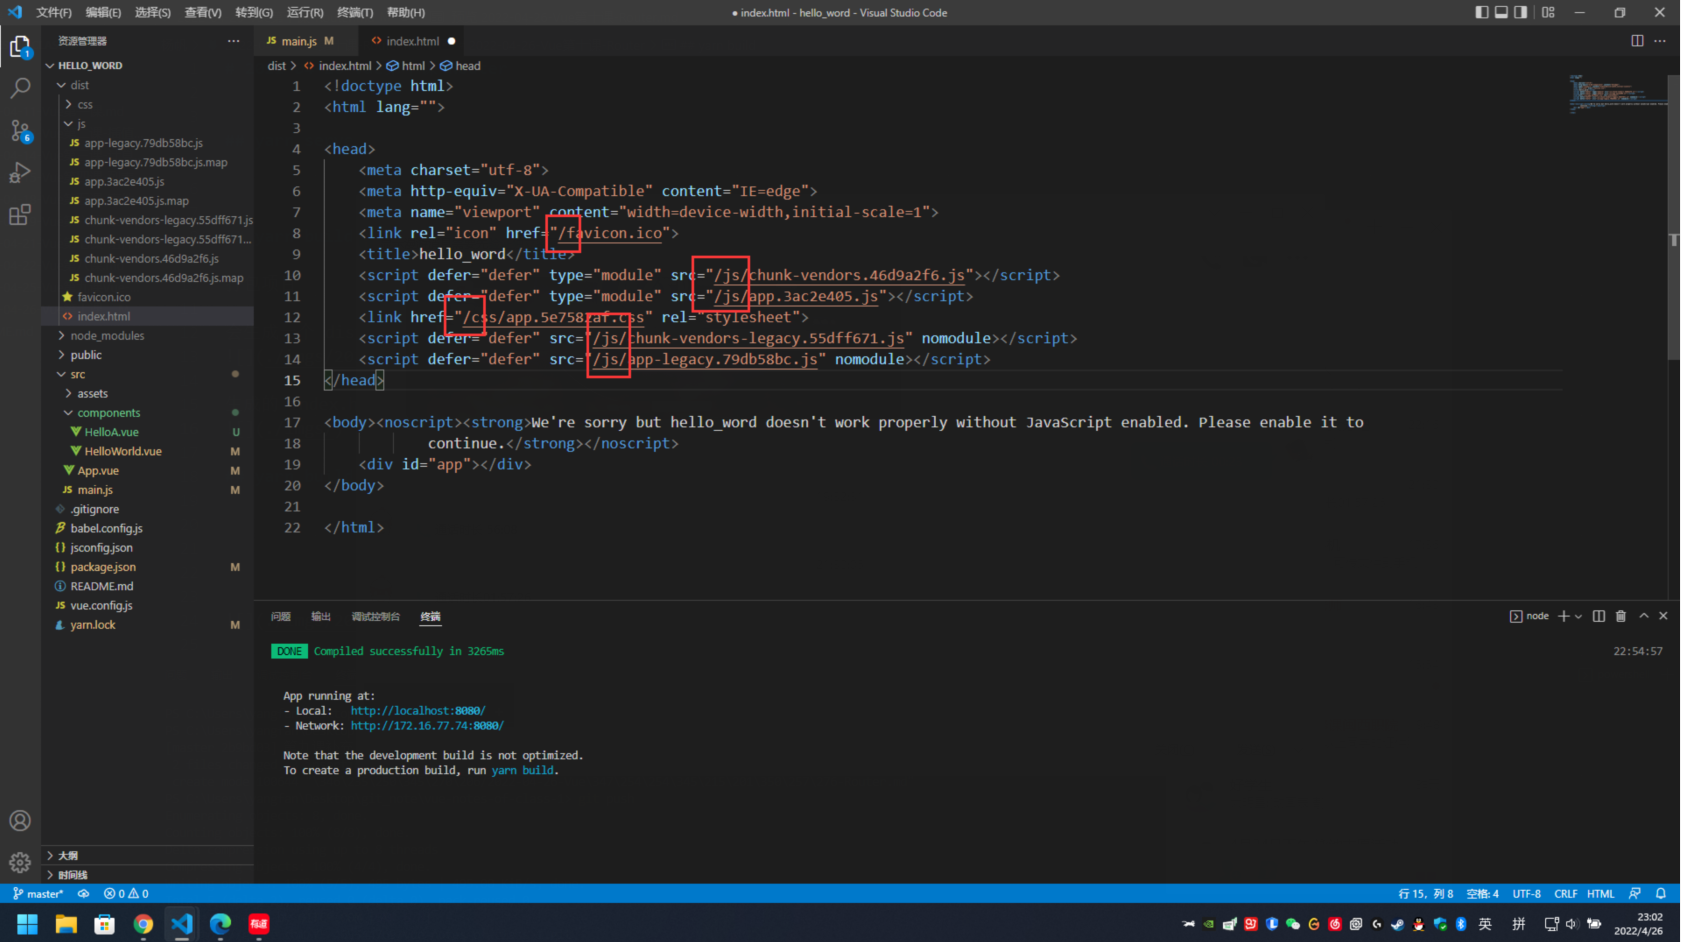 文件(F) 编辑(E) 选择(S) 查看(V) 转到(G) 运行(R) 终端(T) 帮助(H)
● index.html - hello_word - Visual Studio Code
资源管理器
HELLO_WORD
dist
css
js
JS app-legacy.79db58bc.js
JS app-legacy.79db58bc.js.map
JS app.3ac2e405.js
JS app.3ac2e405.js.map
JS chunk-vendors-legacy.55dff671.js
JS chunk-vendors-legacy.55dff671...
JS chunk-vendors.46d9a2f6.js
JS chunk-vendors.46d9a2f6.js.map
favicon.ico
<> index.html
node_modules
public
src
assets
components
HelloA.vue U
HelloWorld.vue M
App.vue M
JS main.js M
.gitignore
babel.config.js
{} jsconfig.json
{} package.json M
README.md
JS vue.config.js
yarn.lock M
大纲
时间线
JS main.js M
<> index.html ●
dist > <> index.html > html > head
1 <!doctype html>
2 <html lang="">
3
4 <head>
5 <meta charset="utf-8">
6 <meta http-equiv="X-UA-Compatible" content="IE=edge">
7 <meta name="viewport" content="width=device-width,initial-scale=1">
8 <link rel="icon" href="/favicon.ico">
9 <title>hello_word</title>
10 <script defer="defer" type="module" src="/js/chunk-vendors.46d9a2f6.js"></script>
11 <script defer="defer" type="module" src="/js/app.3ac2e405.js"></script>
12 <link href="/css/app.5e7582af.css" rel="stylesheet">
13 <script defer="defer" src="/js/chunk-vendors-legacy.55dff671.js" nomodule></script>
14 <script defer="defer" src="/js/app-legacy.79db58bc.js" nomodule></script>
15 </head>
16
17 <body><noscript><strong>We're sorry but hello_word doesn't work properly without JavaScript enabled. Please enable it to
18 continue.</strong></noscript>
19 <div id="app"></div>
20 </body>
21
22 </html>
问题 输出 调试控制台 终端
node
DONE Compiled successfully in 3265ms
22:54:57
App running at:
- Local: http://localhost:8080/
- Network: http://172.16.77.74:8080/
Note that the development build is not optimized.
To create a production build, run yarn build.
master* 0 0
行 15，列 8 空格: 4 UTF-8 CRLF HTML
有道
英 拼
23:02
2022/4/26